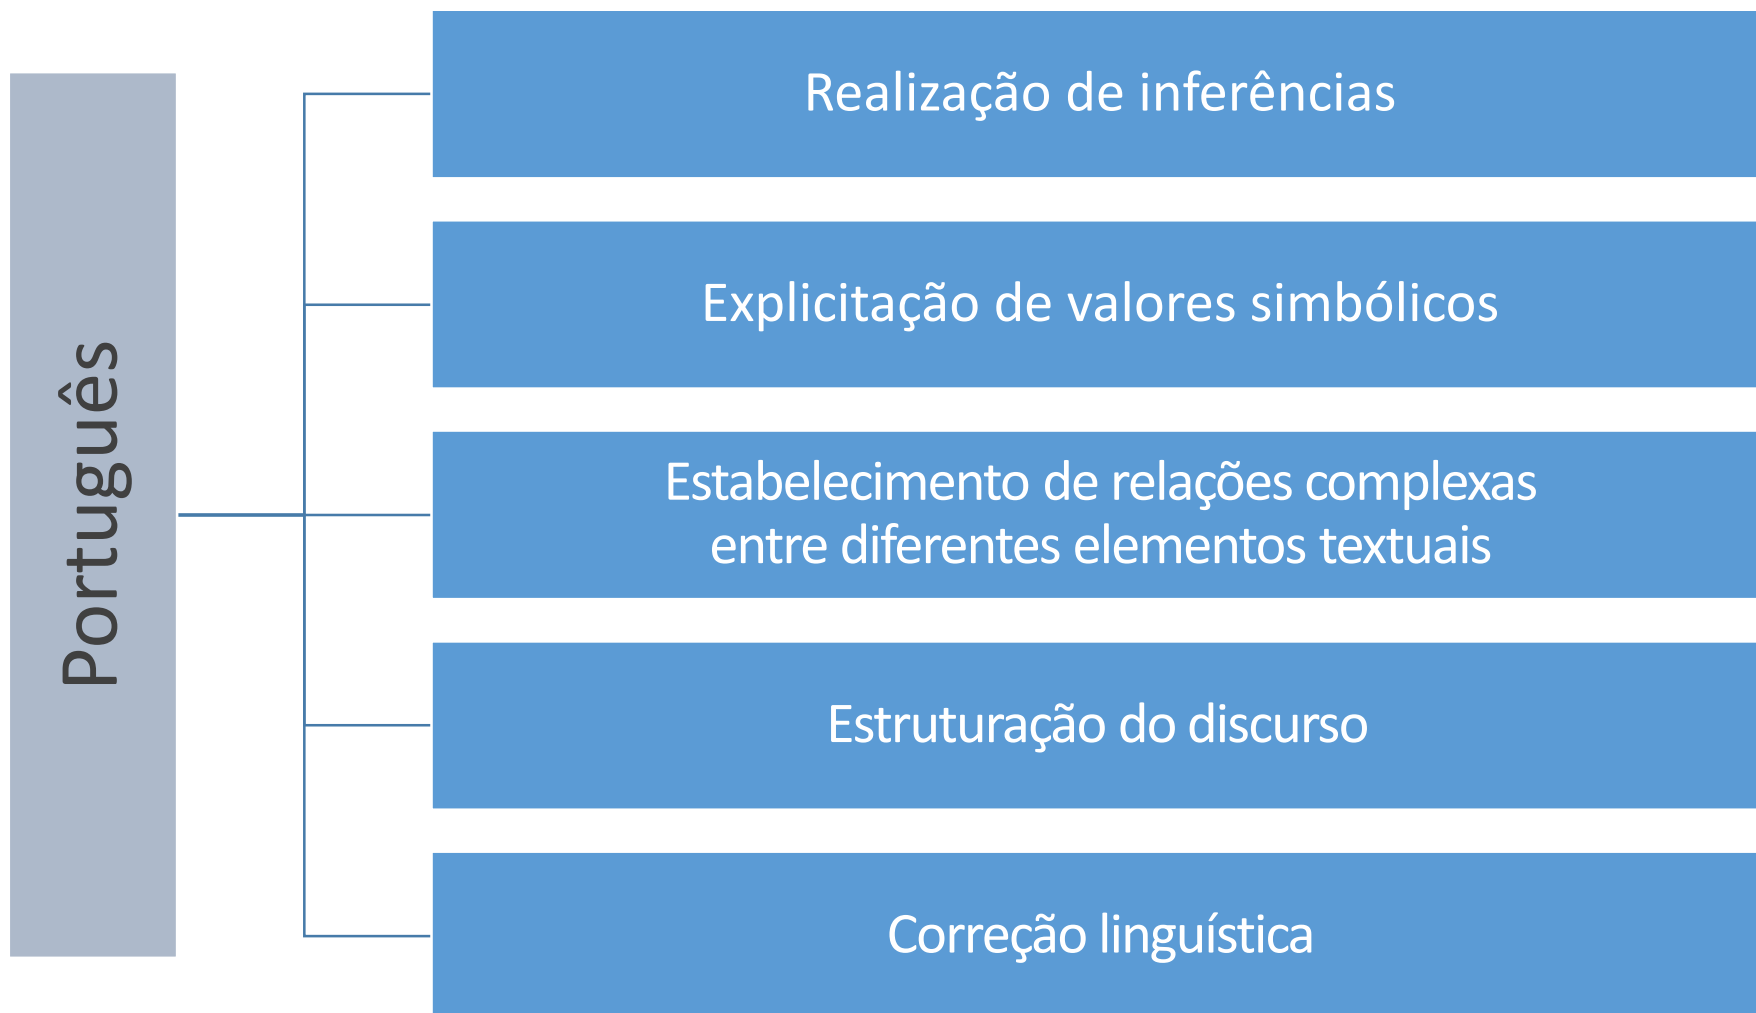 Português
Realização de inferências
Explicitação de valores simbólicos
Estabelecimento de relações complexas
entre diferentes elementos textuais
Estruturação do discurso
Correção linguística